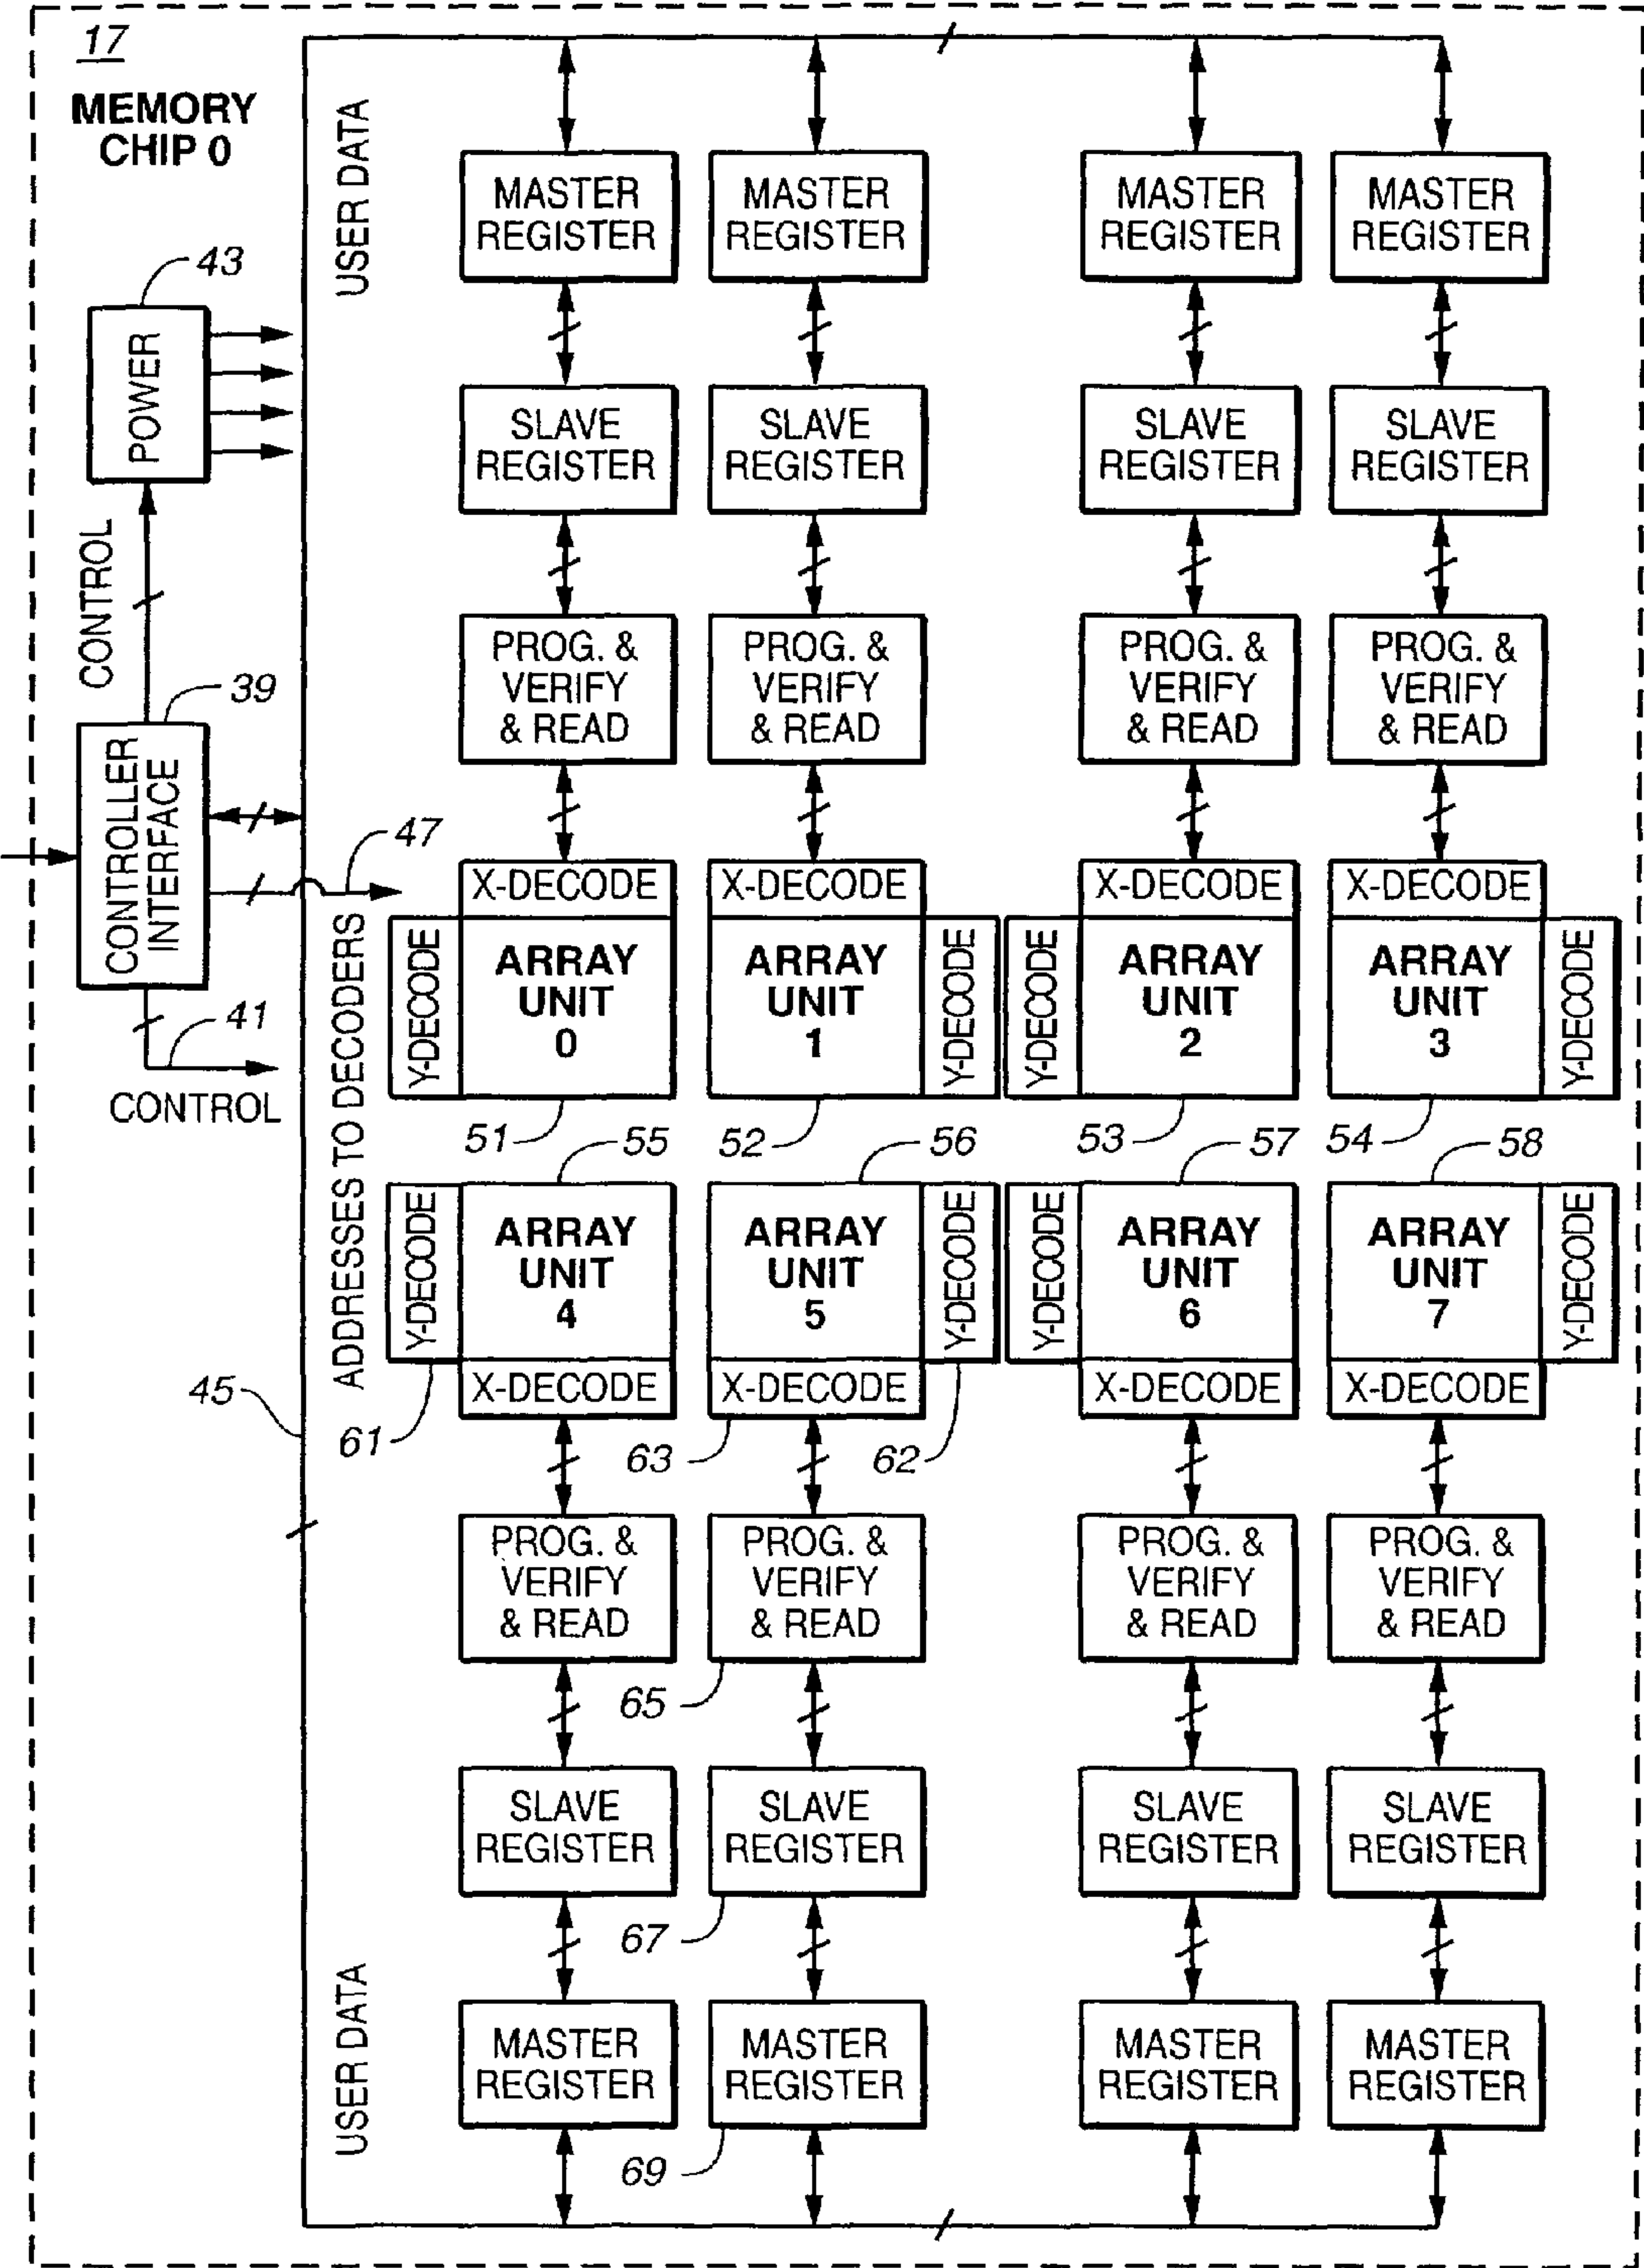 17
MEMORY
CHIP 0
USER DATA
MASTER
REGISTER
MASTER
REGISTER
MASTER
REGISTER
MASTER
REGISTER
43
POWER
SLAVE
REGISTER
SLAVE
REGISTER
SLAVE
REGISTER
SLAVE
REGISTER
CONTROL
PROG. &
VERIFY
& READ
PROG. &
VERIFY
& READ
PROG. &
VERIFY
& READ
PROG. &
VERIFY
& READ
39
CONTROLLER
INTERFACE
47
41
CONTROL
ADDRESSES TO DECODERS
X-DECODE
X-DECODE
X-DECODE
X-DECODE
Y-DECODE
ARRAY
UNIT
0
ARRAY
UNIT
1
Y-DECODE
Y-DECODE
ARRAY
UNIT
2
ARRAY
UNIT
3
Y-DECODE
51
55
52
56
53
57
54
58
Y-DECODE
ARRAY
UNIT
4
ARRAY
UNIT
5
Y-DECODE
Y-DECODE
ARRAY
UNIT
6
ARRAY
UNIT
7
Y-DECODE
X-DECODE
X-DECODE
X-DECODE
X-DECODE
45
61
63
62
PROG. &
VERIFY
& READ
PROG. &
VERIFY
& READ
PROG. &
VERIFY
& READ
PROG. &
VERIFY
& READ
65
SLAVE
REGISTER
SLAVE
REGISTER
SLAVE
REGISTER
SLAVE
REGISTER
67
USER DATA
MASTER
REGISTER
MASTER
REGISTER
MASTER
REGISTER
MASTER
REGISTER
69